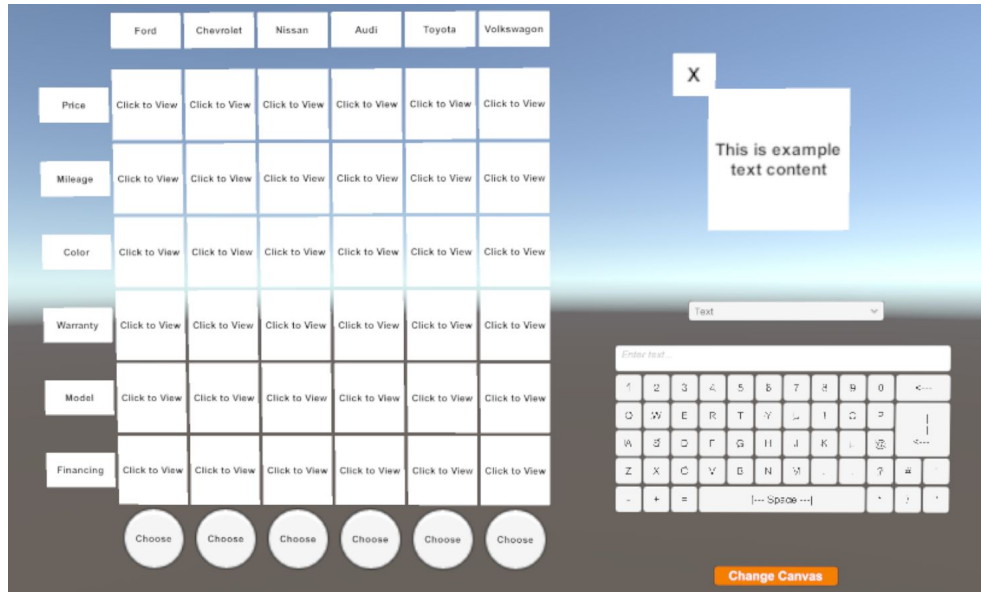 Ford Chevrolet Nissan Audi Toyota Volkswagon
Price Click to View Click to View Click to View Click to View Click to View Click to View
Mileage Click to View Click to View Click to View Click to View Click to View Click to View
Color Click to View Click to View Click to View Click to View Click to View Click to View
Warranty Click to View Click to View Click to View Click to View Click to View Click to View
Model Click to View Click to View Click to View Click to View Click to View Click to View
Financing Click to View Click to View Click to View Click to View Click to View Click to View
Choose Choose Choose Choose Choose Choose
X
This is example
text content
Text
Enter text...
1 2 3 4 5 6 7 8 9 0 <---
W E R T Y
D G H J K @
Z X C V B N M ? #
- + = |--- Space ---| /
Change Canvas